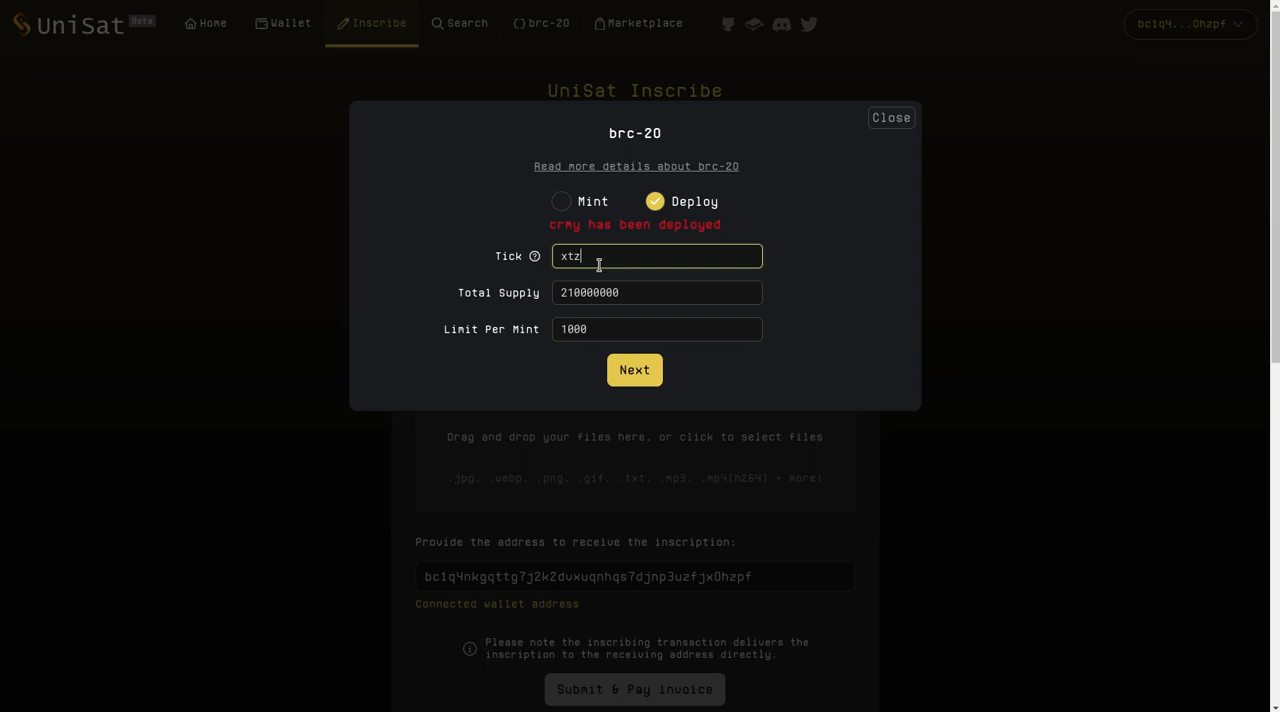 UniSat Beta Home Wallet Inscribe Search {} brc-20 Marketplace bc1q4...0hzpf
UniSat Inscribe
Close
brc-20
Read more details about brc-20
Mint Deploy
crmy has been deployed
Tick xtz
Total Supply 210000000
Limit Per Mint 1000
Next
Drag and drop your files here, or click to select files
.jpg, .webp, .png, .gif, .txt, .mp3, .mp4(h264) + more!
Provide the address to receive the inscription:
bc1q4nkgqttg7j2k2dvxuqnhqs7djnp3uzfjx0hzpf
Connected wallet address
Please note the inscribing transaction delivers the
inscription to the receiving address directly.
Submit & Pay invoice